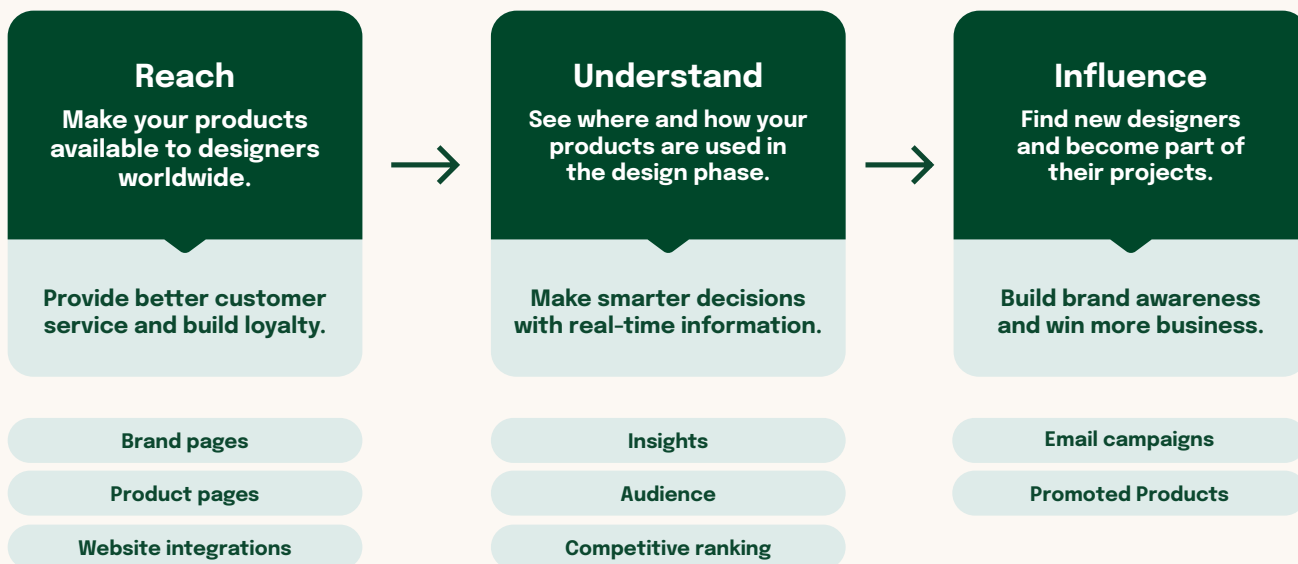 Reach
Make your products
available to designers
worldwide.
Provide better customer
service and build loyalty.
Brand pages
Product pages
Website integrations
Understand
See where and how your
products are used in
the design phase.
Make smarter decisions
with real-time information.
Insights
Audience
Competitive ranking
Influence
Find new designers
and become part of
their projects.
Build brand awareness
and win more business.
Email campaigns
Promoted Products